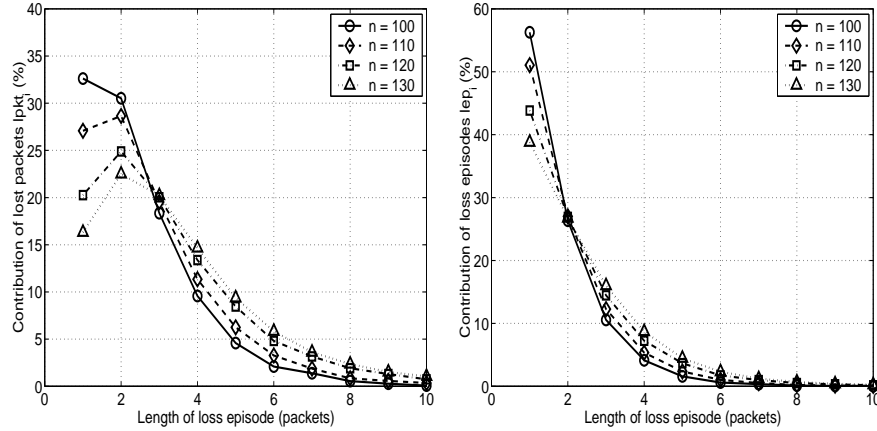 Contribution of lost packets lpkt_i (%)
40
35
30
25
20
15
10
5
0
0
2
4
6
8
10
Length of loss episode (packets)
n = 100
n = 110
n = 120
n = 130
Contribution of loss episodes lep_i (%)
60
50
40
30
20
10
0
0
2
4
6
8
10
Length of loss episode (packets)
n = 100
n = 110
n = 120
n = 130